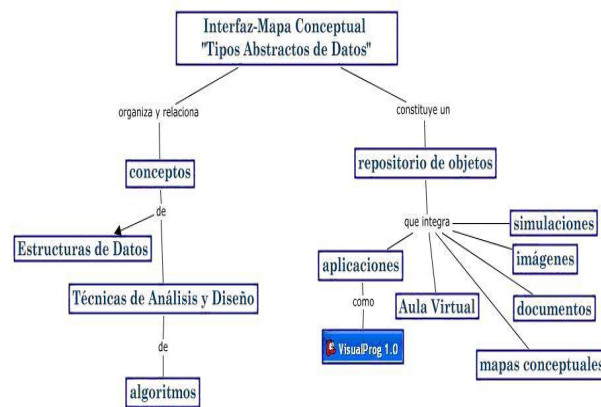 Interfaz-Mapa Conceptual
"Tipos Abstractos de Datos"
organiza y relaciona
constituye un
conceptos
repositorio de objetos
de
que integra
simulaciones
Estructuras de Datos
aplicaciones
imágenes
Técnicas de Análisis y Diseño
como
Aula Virtual
documentos
de
VisualProg 1.0
mapas conceptuales
algoritmos